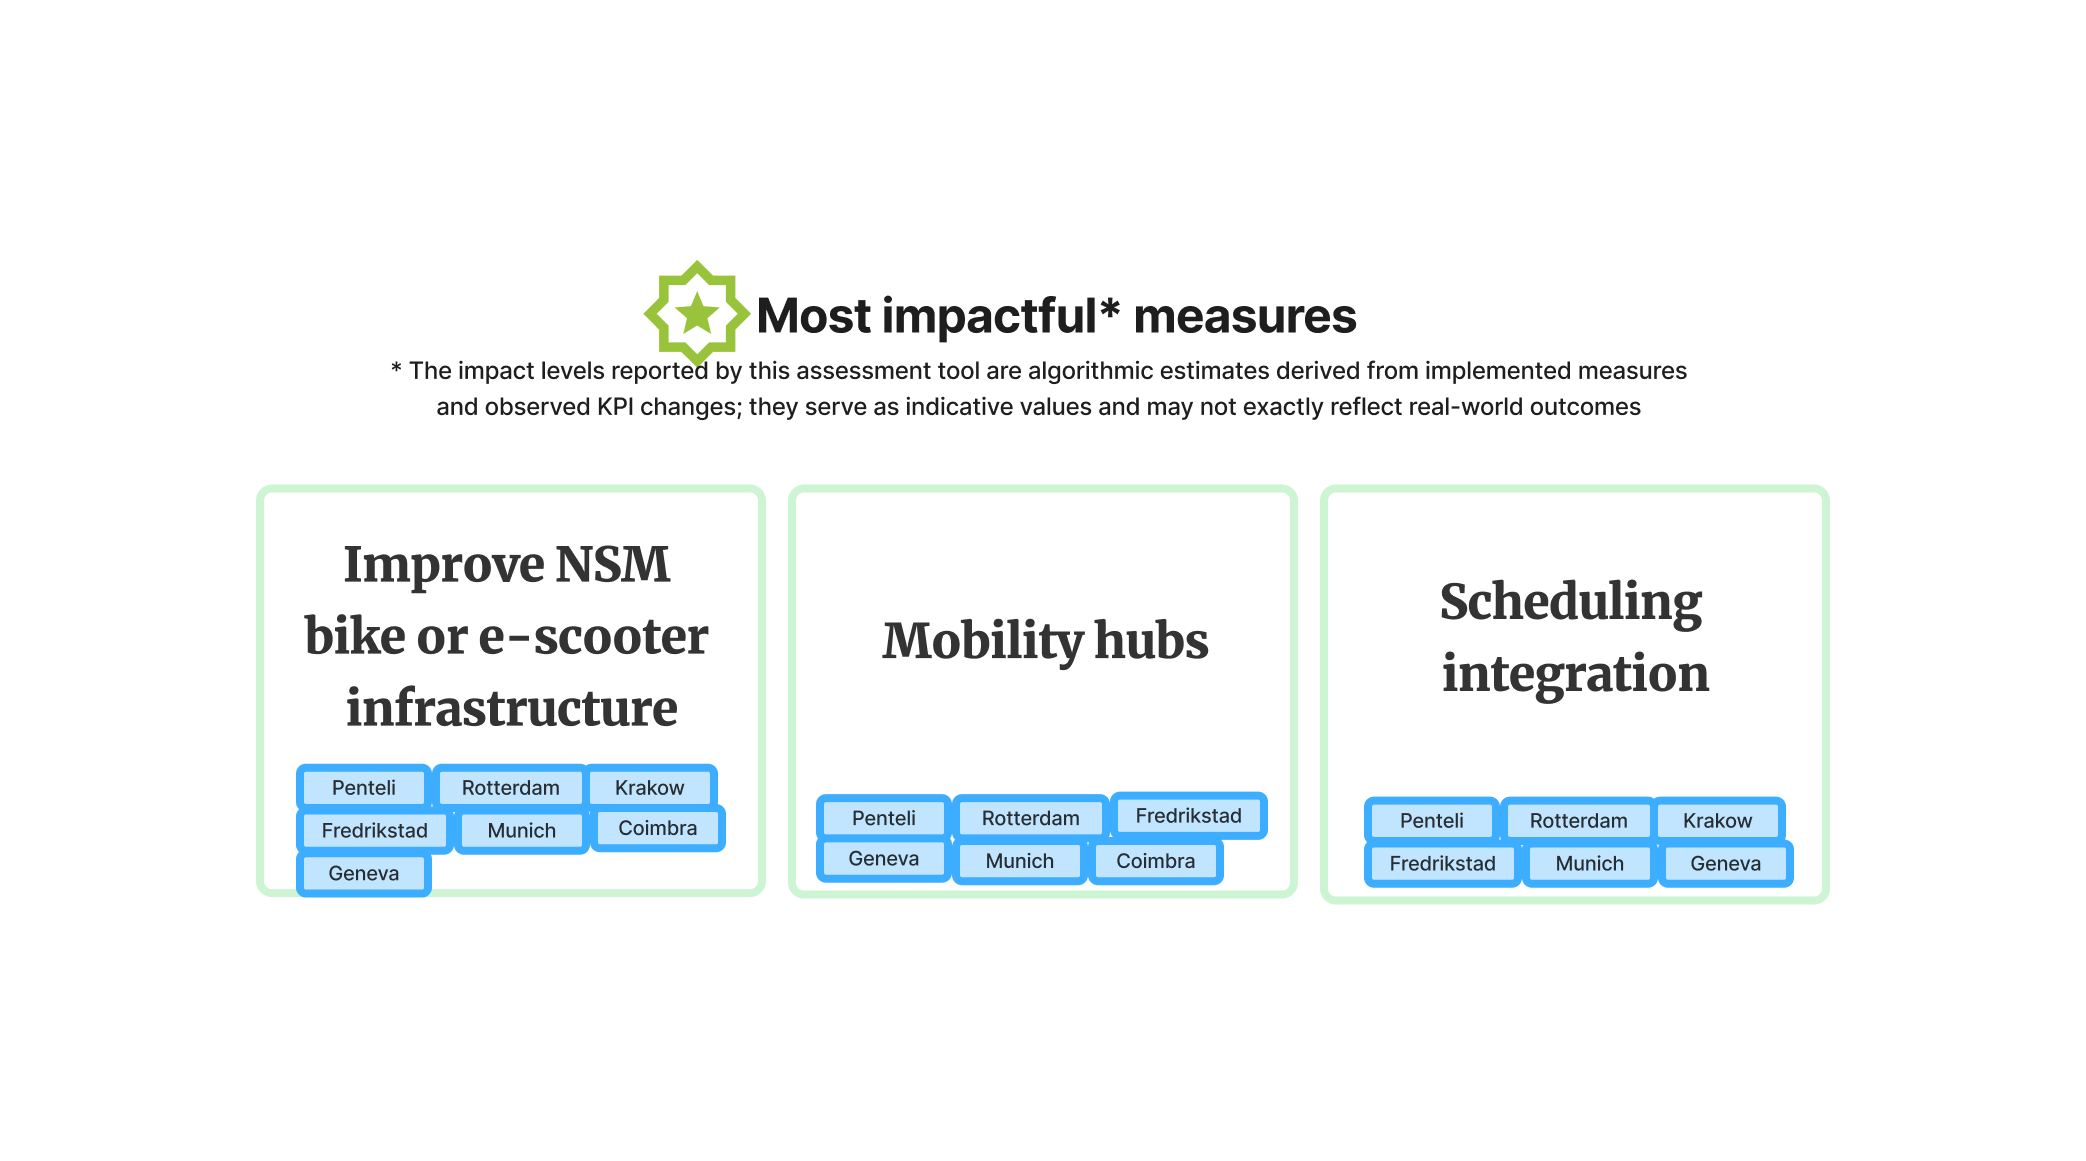 Most impactful* measures
* The impact levels reported by this assessment tool are algorithmic estimates derived from implemented measures
and observed KPI changes; they serve as indicative values and may not exactly reflect real-world outcomes
Improve NSM
bike or e-scooter
infrastructure
Penteli Rotterdam Krakow
Fredrikstad Munich Coimbra
Geneva
Mobility hubs
Penteli Rotterdam Fredrikstad
Geneva Munich Coimbra
Scheduling
integration
Penteli Rotterdam Krakow
Fredrikstad Munich Geneva